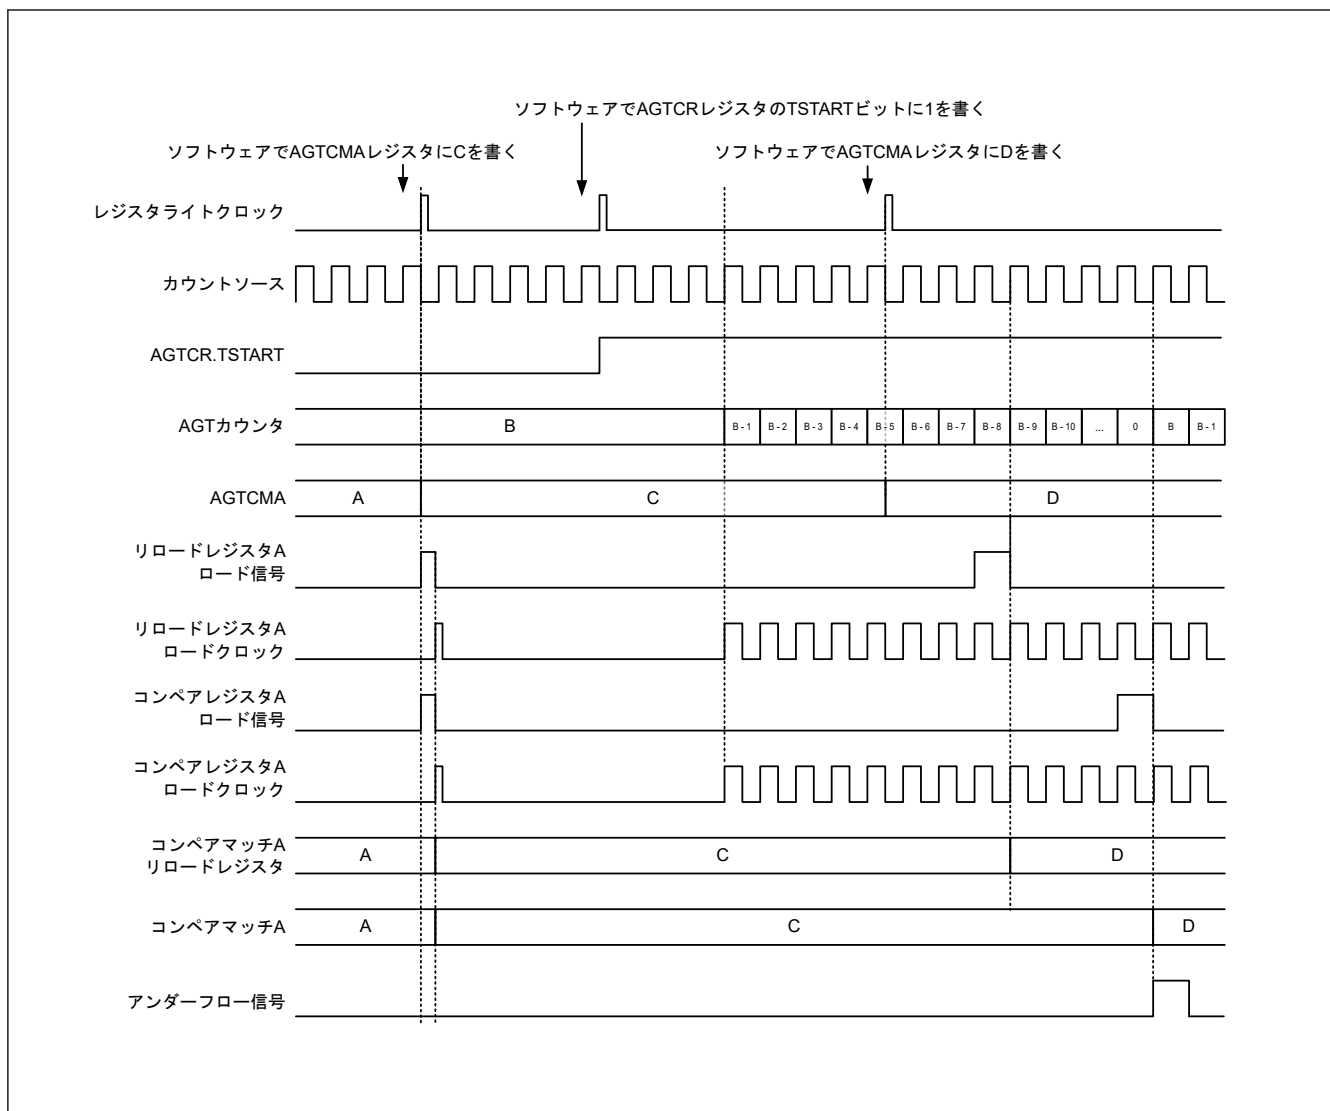 ソフトウェアでAGTCRレジスタのTSTARTビットに1を書く
ソフトウェアでAGTCMAレジスタにCを書く
ソフトウェアでAGTCMAレジスタにDを書く
レジスタライトクロック
カウントソース
AGTCR.TSTART
AGTカウンタ
B
B - 1
B - 2
B - 3
B - 4
B - 5
B - 6
B - 7
B - 8
B - 9
B - 10
...
0
B
B - 1
AGTCMA
A
C
D
リロードレジスタA
ロード信号
リロードレジスタA
ロードクロック
コンペアレジスタA
ロード信号
コンペアレジスタA
ロードクロック
コンペアマッチA
リロードレジスタ
A
C
D
コンペアマッチA
A
C
D
アンダーフロー信号